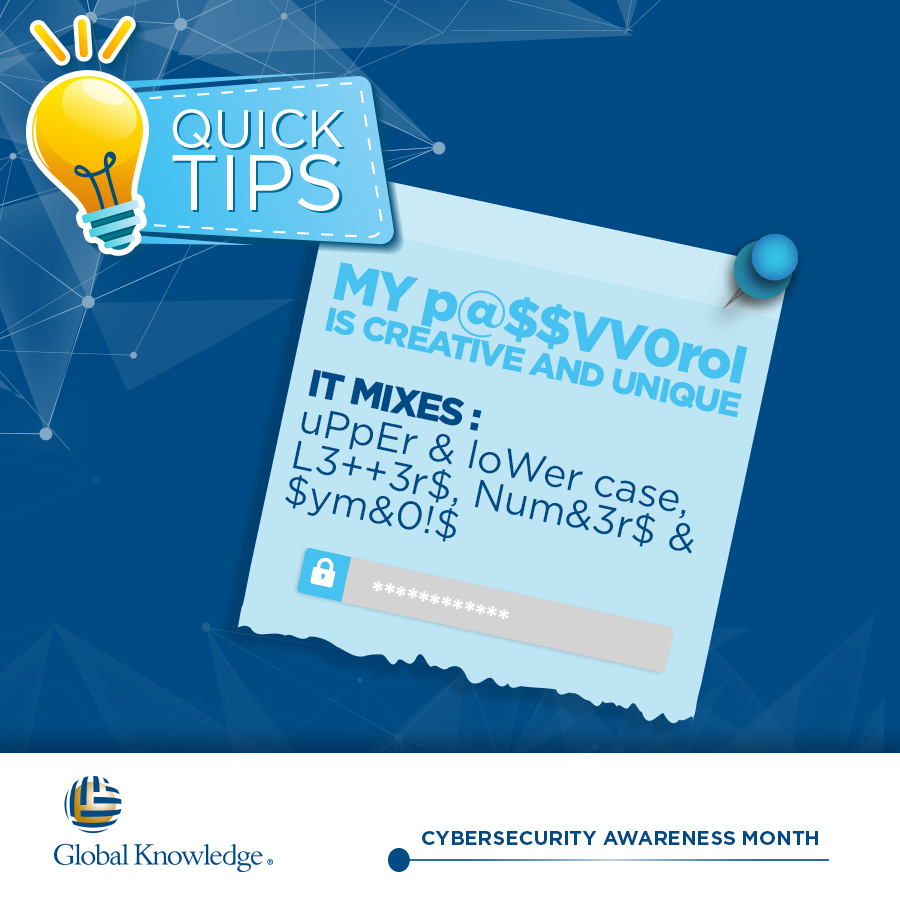 QUICK
TIPS
MY p@$$VV0rol
IS CREATIVE AND UNIQUE
IT MIXES :
uPpEr & loWer case,
L3++3r$, Num&3r$ &
$ym&0!$
************
Global Knowledge®
CYBERSECURITY AWARENESS MONTH